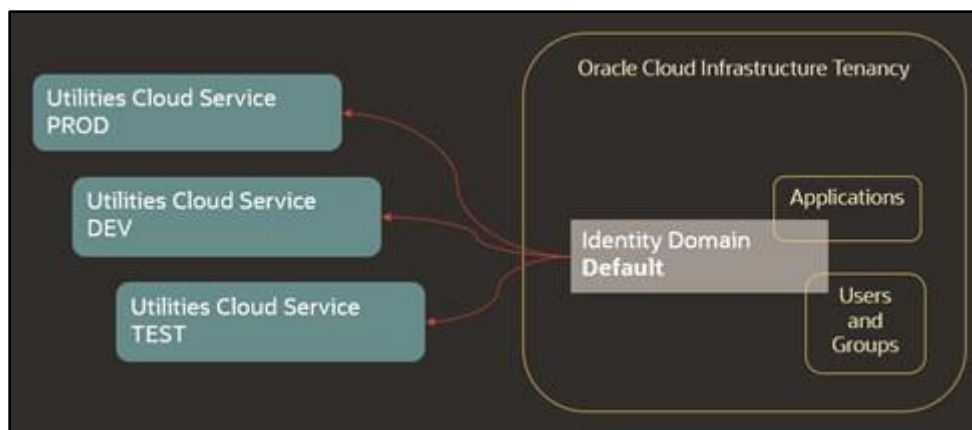 Utilities Cloud Service
PROD
Utilities Cloud Service
DEV
Utilities Cloud Service
TEST
Oracle Cloud Infrastructure Tenancy
Applications
Identity Domain
Default
Users
and
Groups